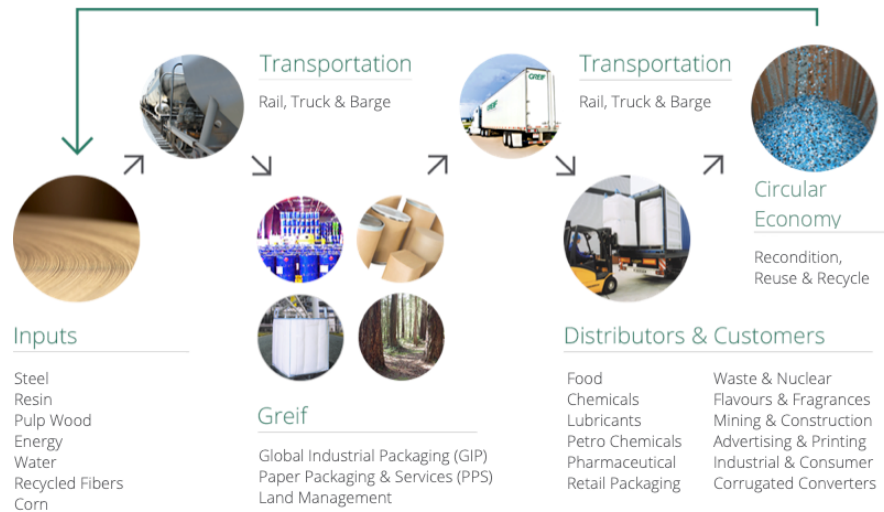 Transportation
Rail, Truck & Barge
GREIF
GREIF
Transportation
Rail, Truck & Barge
Circular
Economy
Recondition,
Reuse & Recycle
Inputs
Steel
Resin
Pulp Wood
Energy
Water
Recycled Fibers
Corn
Greif
Global Industrial Packaging (GIP)
Paper Packaging & Services (PPS)
Land Management
Distributors & Customers
Food
Chemicals
Lubricants
Petro Chemicals
Pharmaceutical
Retail Packaging
Waste & Nuclear
Flavours & Fragrances
Mining & Construction
Advertising & Printing
Industrial & Consumer
Corrugated Converters